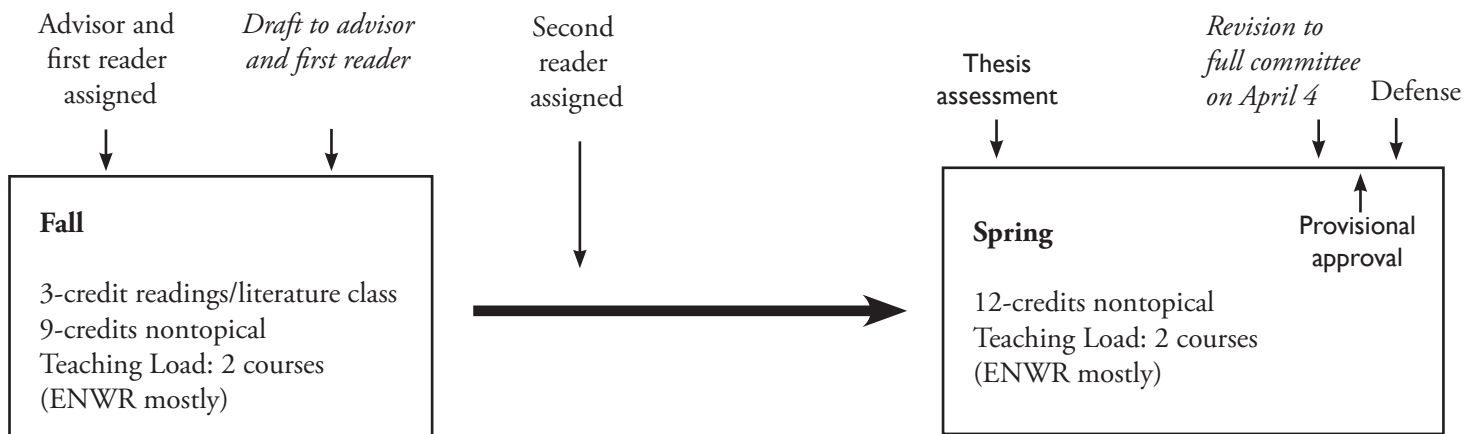 Advisor and
first reader
assigned
Draft to advisor
and first reader
Second
reader
assigned
Thesis
assessment
Revision to
full committee
on April 4
Defense
Fall
3-credit readings/literature class
9-credits nontopical
Teaching Load: 2 courses
(ENWR mostly)
Spring
Provisional
approval
12-credits nontopical
Teaching Load: 2 courses
(ENWR mostly)